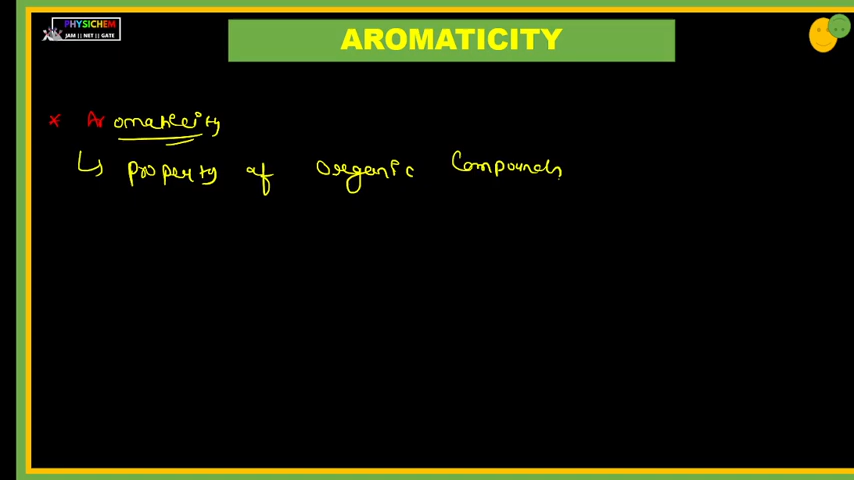 PHYSICHEM
JAM || NET || GATE
AROMATICITY
* Aromaticity
↳ property of Organic Compounds